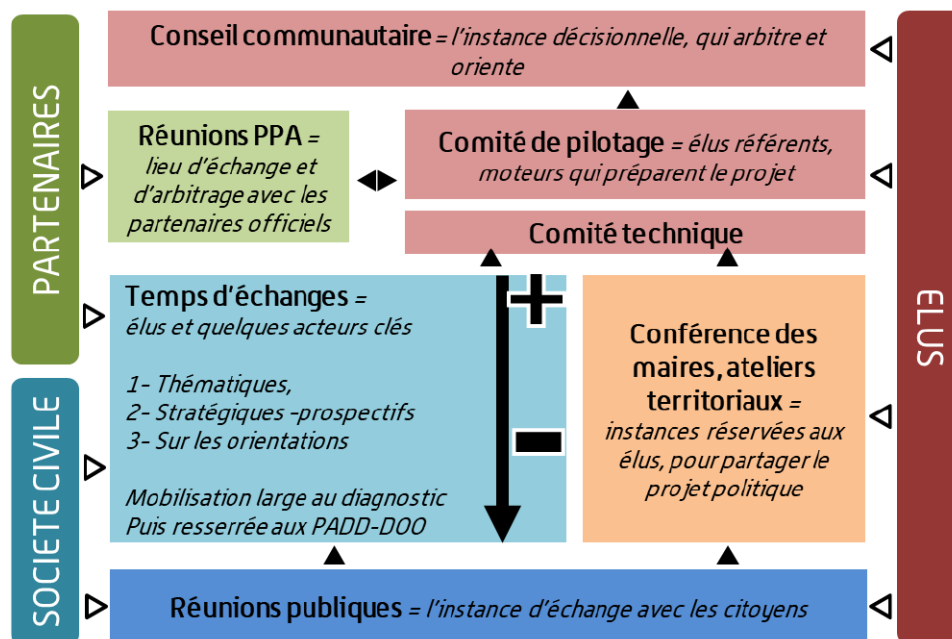 Conseil communautaire = l'instance décisionnelle, qui arbitre et
oriente
PARTENAIRES
Réunions PPA =
lieu d'échange et
d'arbitrage avec les
partenaires officiels
Comité de pilotage = élus référents,
moteurs qui préparent le projet
Comité technique
ELUS
Temps d'échanges =
élus et quelques acteurs clés
1- Thématiques,
2- Stratégiques -prospectifs
3- Sur les orientations
Mobilisation large au diagnostic
Puis resserrée aux PADD-DOO
+
-
Conférence des
maires, ateliers
territoriaux =
instances réservées aux
élus, pour partager le
projet politique
SOCIETE CIVILE
Réunions publiques = l'instance d'échange avec les citoyens